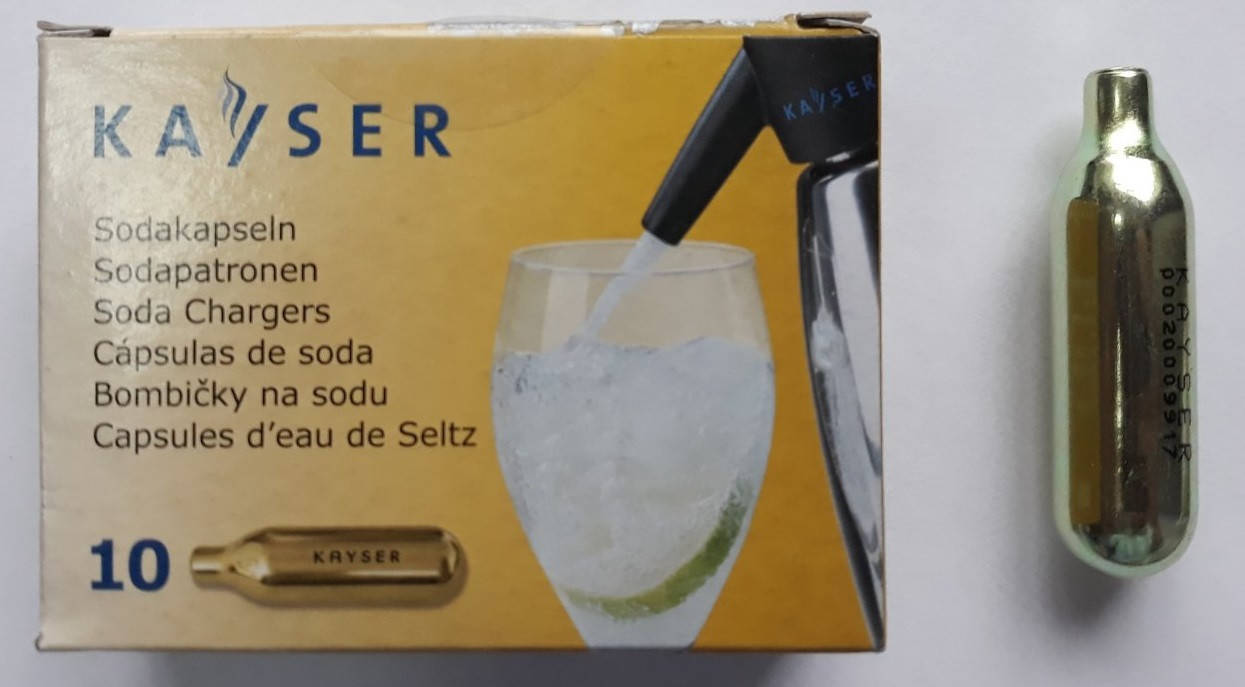 KAYSER
KAYSER
Sodakapseln
Sodapatronen
Soda Chargers
Cápsulas de soda
Bombičky na sodu
Capsules d'eau de Seltz
10
KAYSER
KAYSER
p00020009917